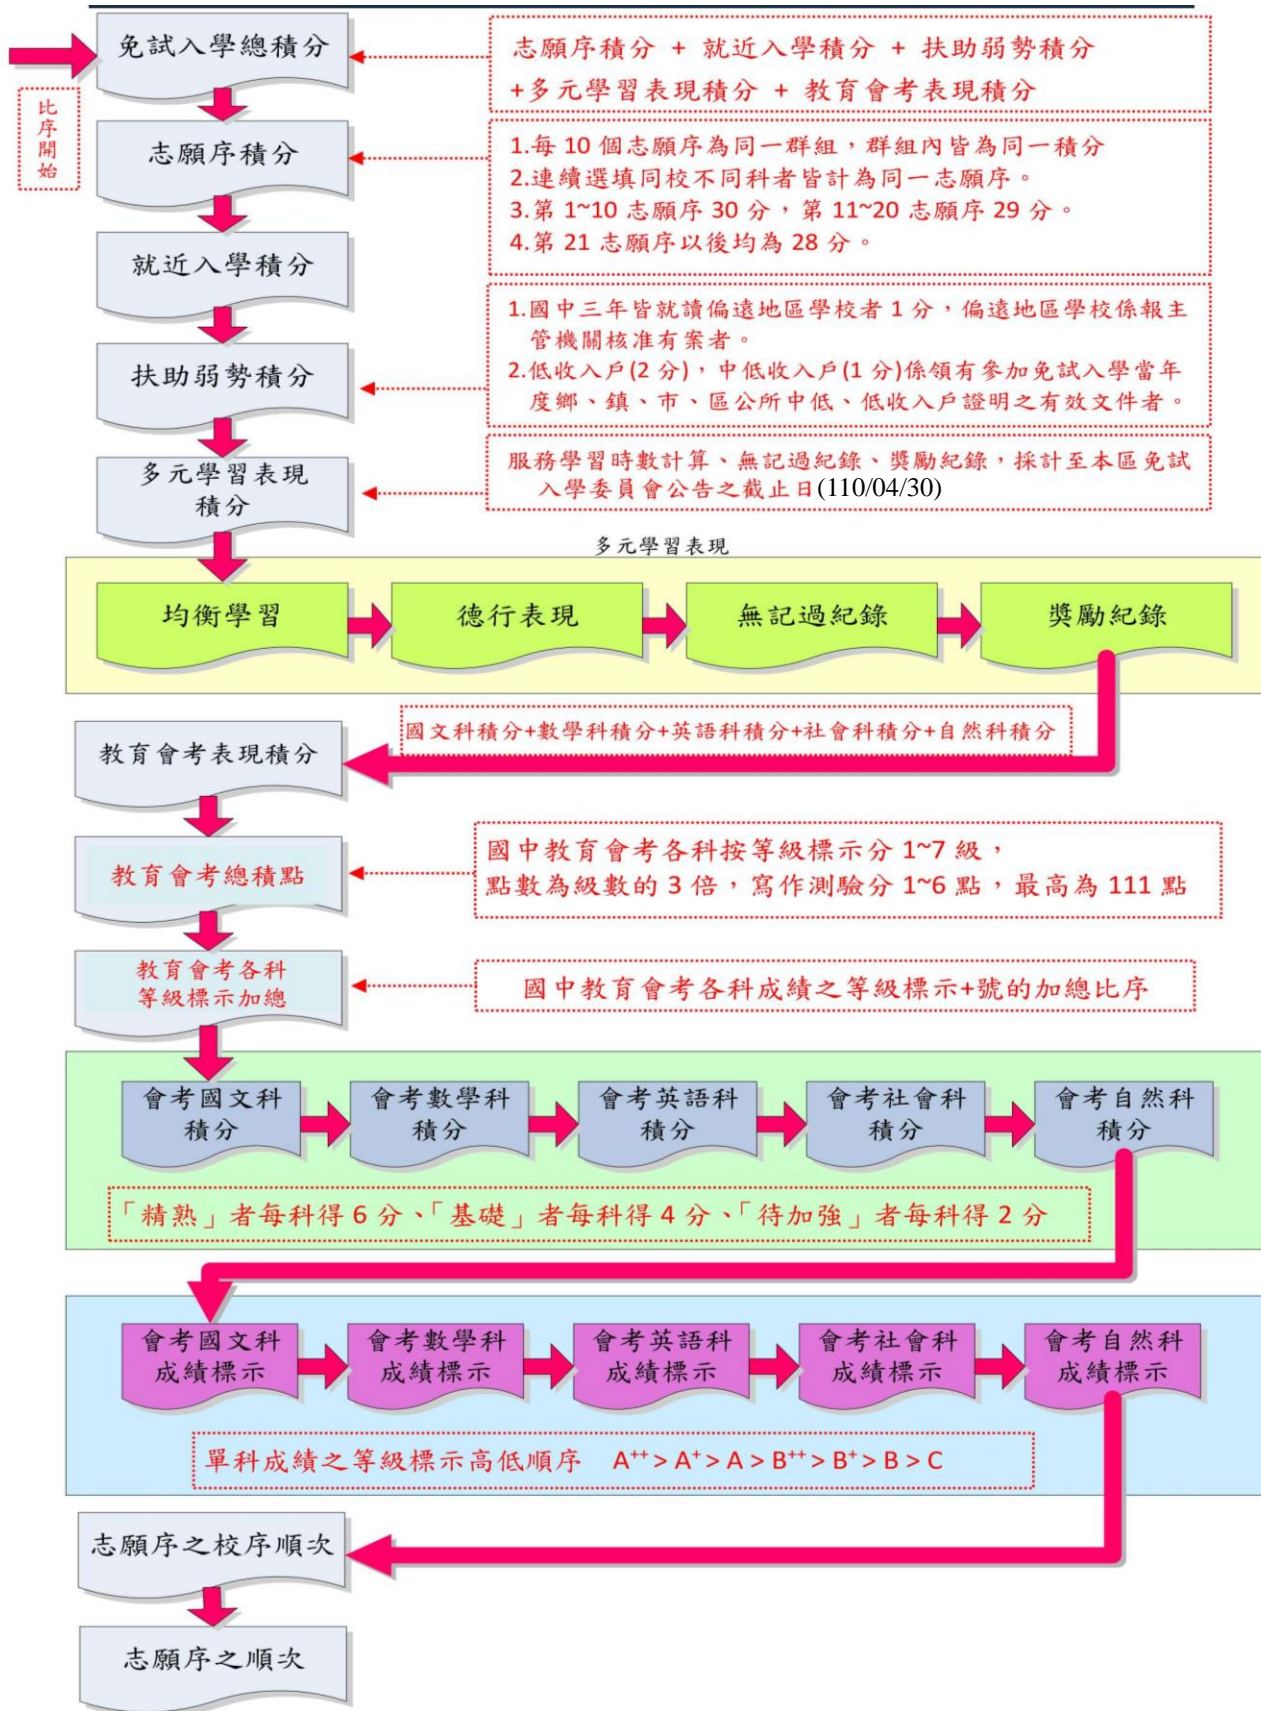 免試入學總積分
比序開始
志願序積分 + 就近入學積分 + 扶助弱勢積分
+多元學習表現積分 + 教育會考表現積分
志願序積分
1.每 10 個志願序為同一群組，群組內皆為同一積分
2.連續選填同校不同科者皆計為同一志願序。
3.第 1~10 志願序 30 分，第 11~20 志願序 29 分。
4.第 21 志願序以後均為 28 分。
就近入學積分
扶助弱勢積分
1.國中三年皆就讀偏遠地區學校者 1 分，偏遠地區學校係報主
管機關核准有案者。
2.低收入戶(2 分)，中低收入戶(1 分)係領有參加免試入學當年
度鄉、鎮、市、區公所中低、低收入戶證明之有效文件者。
多元學習表現
積分
服務學習時數計算、無記過紀錄、獎勵紀錄，採計至本區免試
入學委員會公告之截止日(110/04/30)
多元學習表現
均衡學習
德行表現
無記過紀錄
獎勵紀錄
國文科積分+數學科積分+英語科積分+社會科積分+自然科積分
教育會考表現積分
教育會考總積點
國中教育會考各科按等級標示分 1~7 級，
點數為級數的 3 倍，寫作測驗分 1~6 點，最高為 111 點
教育會考各科
等級標示加總
國中教育會考各科成績之等級標示+號的加總比序
會考國文科
積分
會考數學科
積分
會考英語科
積分
會考社會科
積分
會考自然科
積分
「精熟」者每科得 6 分、「基礎」者每科得 4 分、「待加強」者每科得 2 分
會考國文科
成績標示
會考數學科
成績標示
會考英語科
成績標示
會考社會科
成績標示
會考自然科
成績標示
單科成績之等級標示高低順序 A⁺⁺ > A⁺ > A > B⁺⁺ > B⁺ > B > C
志願序之校序順次
志願序之順次